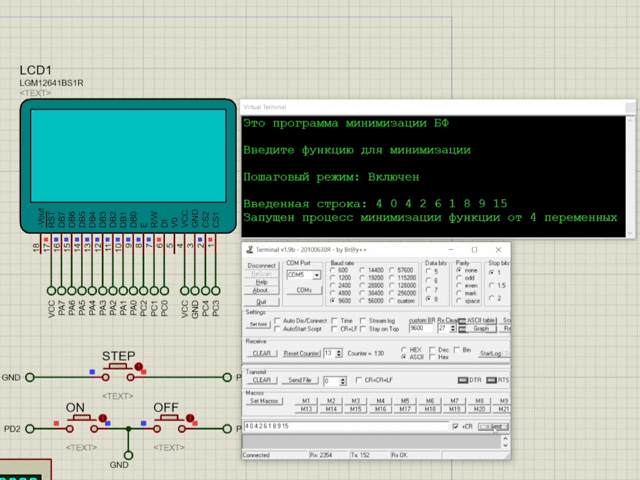 LCD1
LGM12641BS1R
<TEXT>
Virtual Terminal
Это программа минимизации БФ
Введите функцию для минимизации
Пошаговый режим: Включен
Введенная строка: 4 0 4 2 6 1 8 9 15
Запущен процесс минимизации функции от 4 переменных
-Vout RST DB7 DB6 DB5 DB4 DB3 DB2 DB1 DB0 E R/W DI V0 VCC GND CS2 CS1
18 17 16 15 14 13 12 11 10 9 8 7 6 5 4 3 2 1
VCC PA7 PA6 PA5 PA4 PA3 PA2 PA1 PA0 PC2 PC1 PC0 VCC GND PC4 PC3
Terminal v1.9b - 20100630Я - by Br@y++
Disconnect
ReScan
Help
About..
Quit
COM Port
COM5
COMs
Baud rate
600 14400 57600
1200 19200 115200
2400 28800 128000
4800 38400 256000
9600 56000 custom
Data bits
5
6
7
8
Parity
none
odd
even
mark
space
Stop bits
1
1.5
2
Settings
Set font
Auto Dis/Connect Time Stream log
AutoStart Script CR=LF Stay on Top
custom BR Rx Clear
9600 27
ASCII table
Graph
Receive
CLEAR Reset Counter 13 Counter = 130
HEX Dec Bin
ASCII Hex
StartLog
Transmit
CLEAR Send File 0 CR=CR+LF DTR RTS
Macros
Set Macros M1 M2 M3 M4 M5 M6 M7 M8 M9
M13 M14 M15 M16 M17 M18 M19 M20 M21
4 0 4 2 6 1 8 9 15 +CR
Connected Rx: 2354 Tx: 152 Rx OK
STEP
GND
<TEXT>
ON OFF
PD2
<TEXT> <TEXT>
GND